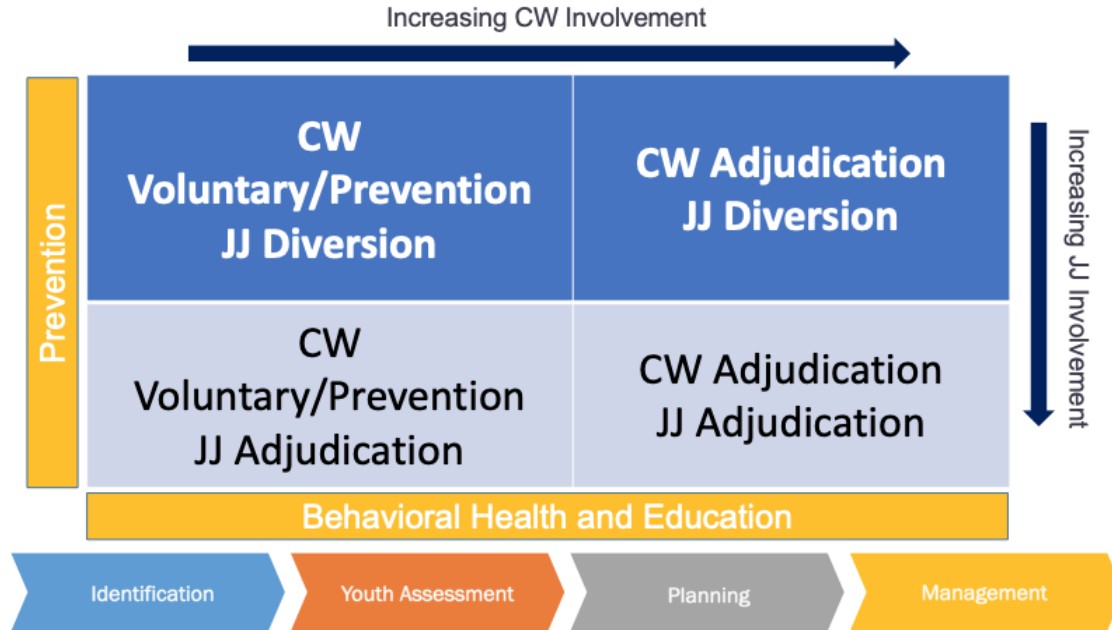 Increasing CW Involvement
Prevention
CW
Voluntary/Prevention
JJ Diversion
CW Adjudication
JJ Diversion
Increasing JJ Involvement
CW
Voluntary/Prevention
JJ Adjudication
CW Adjudication
JJ Adjudication
Behavioral Health and Education
Identification
Youth Assessment
Planning
Management